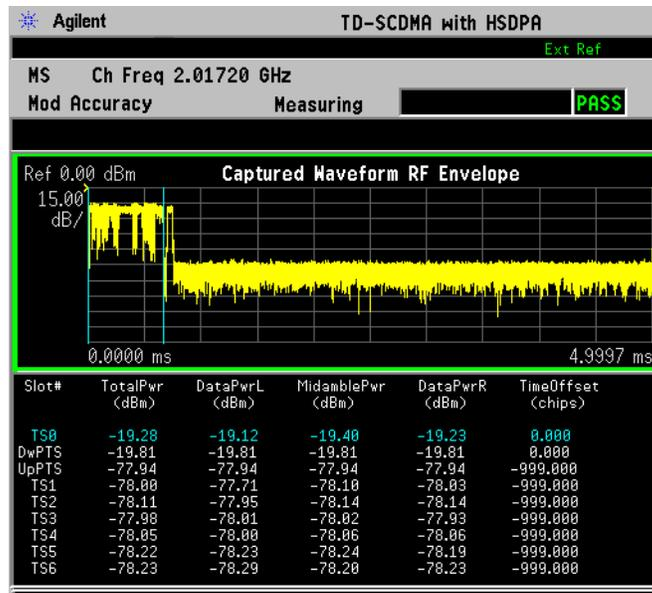 Agilent
TD-SCDMA with HSDPA
Ext Ref
MS Ch Freq 2.01720 GHz
Mod Accuracy Measuring PASS
Ref 0.00 dBm Captured Waveform RF Envelope
15.00
dB/
0.0000 ms 4.9997 ms
Slot# TotalPwr DataPwrL MidamblePwr DataPwrR TimeOffset
(dBm) (dBm) (dBm) (dBm) (chips)
TS0 -19.28 -19.12 -19.40 -19.23 0.000
DwPTS -19.81 -19.81 -19.81 -19.81 0.000
UpPTS -77.94 -77.94 -77.94 -77.94 -999.000
TS1 -78.00 -77.71 -78.10 -78.03 -999.000
TS2 -78.11 -77.95 -78.14 -78.14 -999.000
TS3 -77.98 -78.01 -78.02 -77.93 -999.000
TS4 -78.05 -78.00 -78.06 -78.06 -999.000
TS5 -78.22 -78.23 -78.24 -78.19 -999.000
TS6 -78.23 -78.29 -78.20 -78.23 -999.000